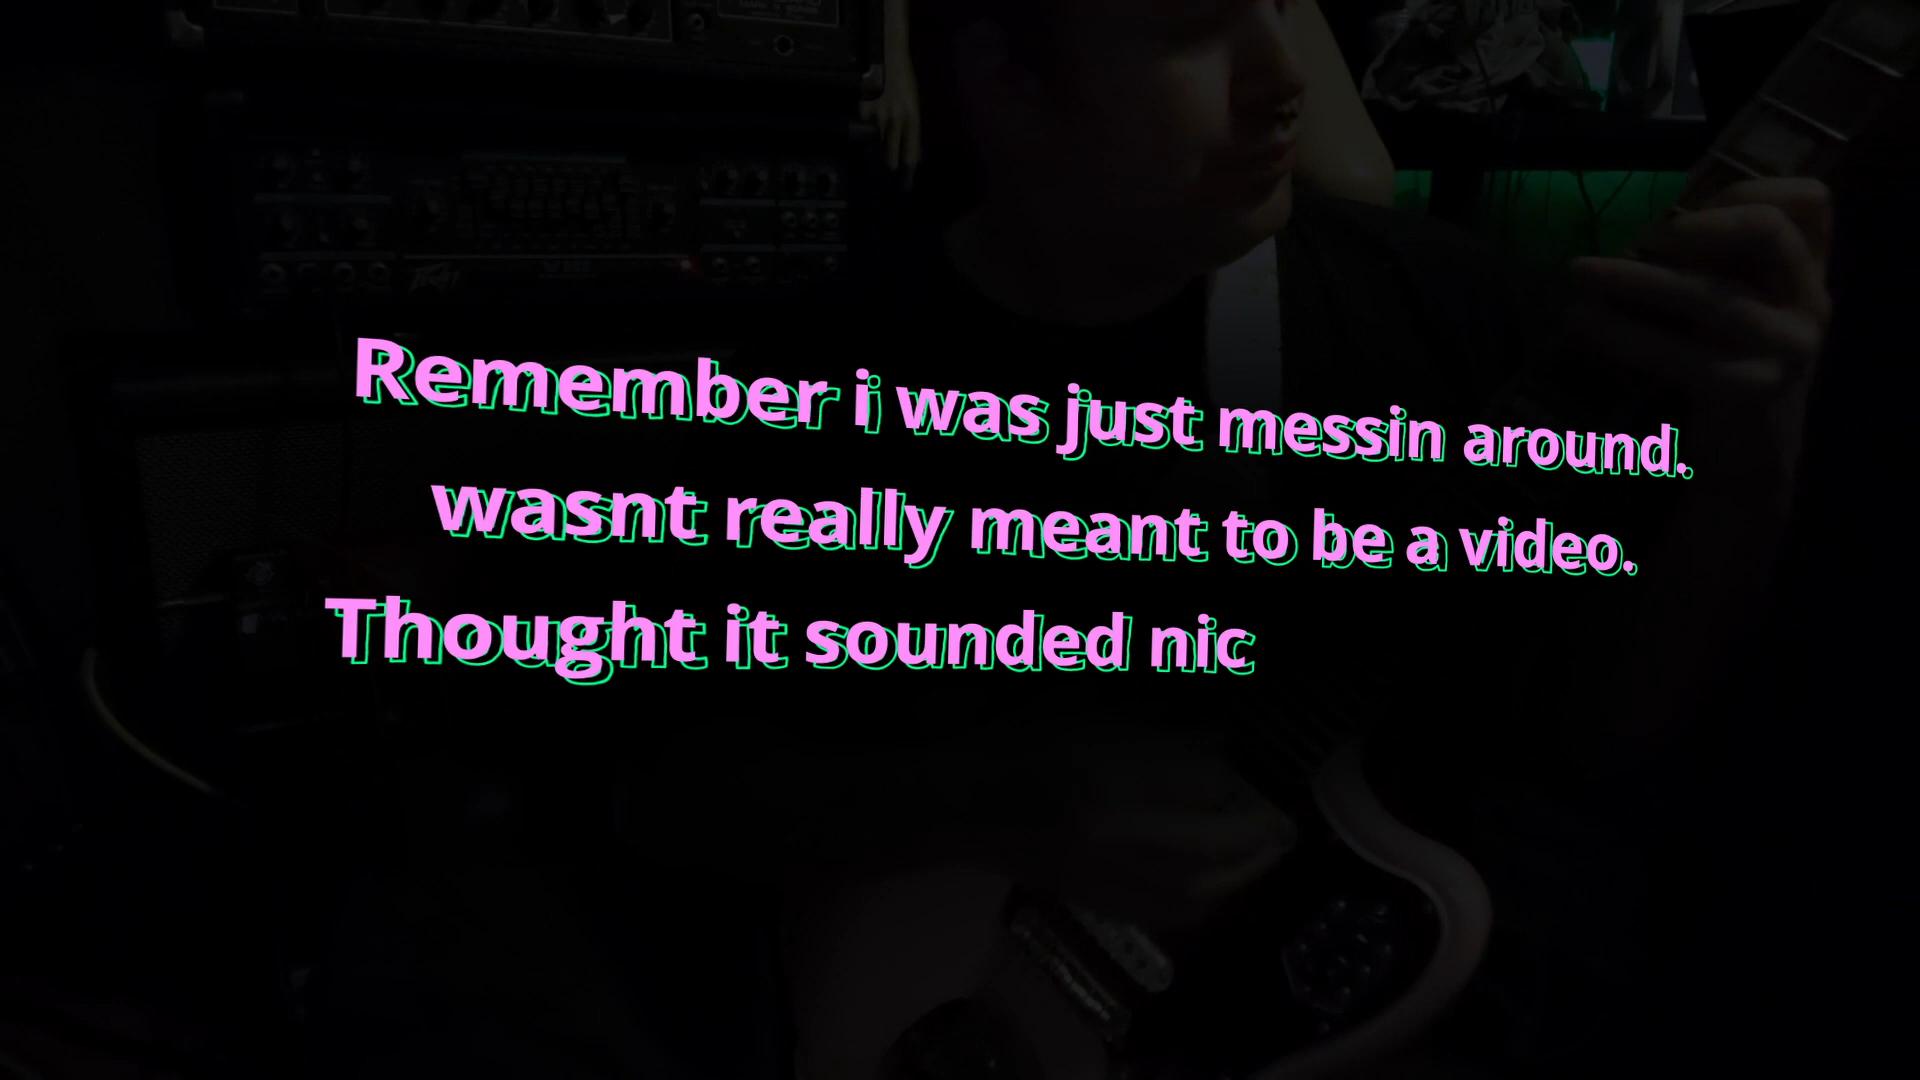 Remember i was just messin around.
wasnt really meant to be a video.
Thought it sounded nic